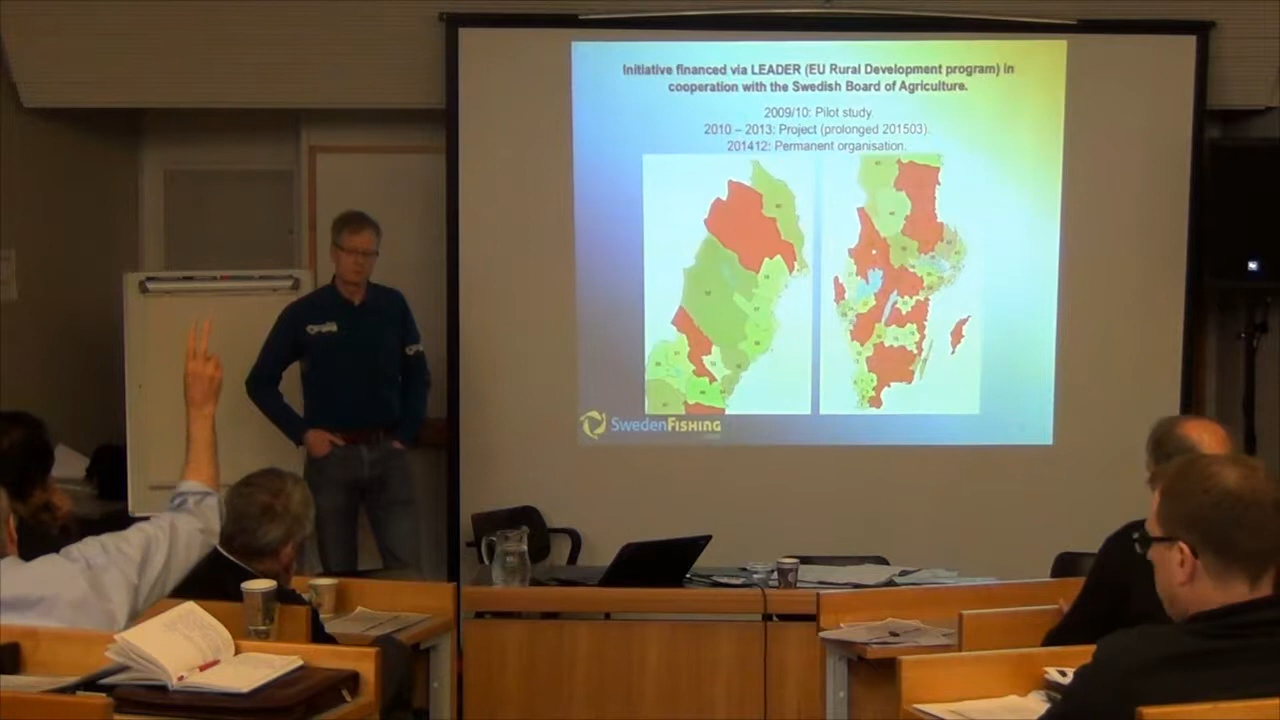 Initiative financed via LEADER (EU Rural Development program) in
cooperation with the Swedish Board of Agriculture.
2009/10: Pilot study.
2010 – 2013: Project (prolonged 201503).
201412: Permanent organisation.
SWEDENFISHING